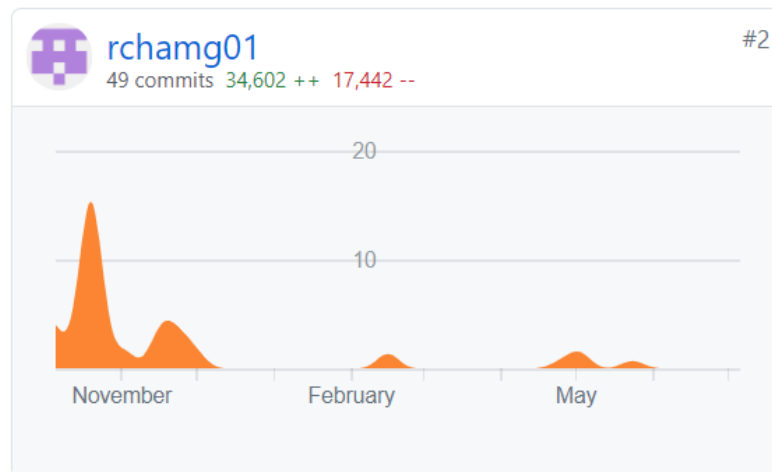 rchamg01
#2
49 commits 34,602 ++ 17,442 --
20
10
November February May